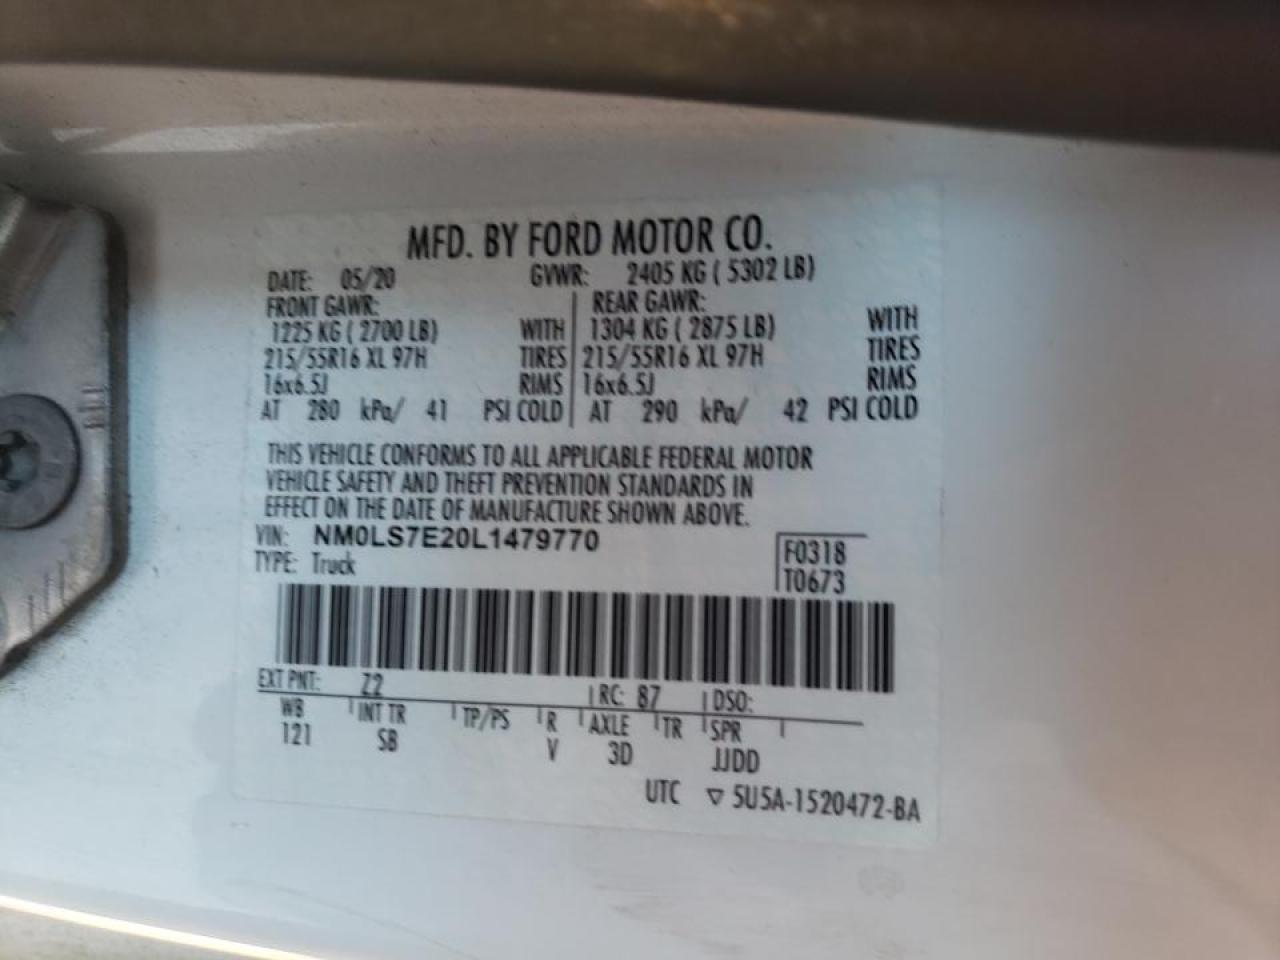 MFD. BY FORD MOTOR CO.
DATE: 05/20 GVWR: 2405 KG ( 5302 LB)
FRONT GAWR: REAR GAWR:
1225 KG ( 2700 LB) WITH 1304 KG ( 2875 LB) WITH
215/55R16 XL 97H TIRES 215/55R16 XL 97H TIRES
16x6.5J RIMS 16x6.5J RIMS
AT 280 kPa/ 41 PSI COLD AT 290 kPa/ 42 PSI COLD
THIS VEHICLE CONFORMS TO ALL APPLICABLE FEDERAL MOTOR
VEHICLE SAFETY AND THEFT PREVENTION STANDARDS IN
EFFECT ON THE DATE OF MANUFACTURE SHOWN ABOVE.
VIN: NM0LS7E20L1479770
TYPE: Truck
F0318
T0673
EXT PNT: Z2 RC: 87 DSO:
WB INT TR TP/PS R AXLE TR SPR
121 SB V 3D JJDD
UTC ▽ 5U5A-1520472-BA